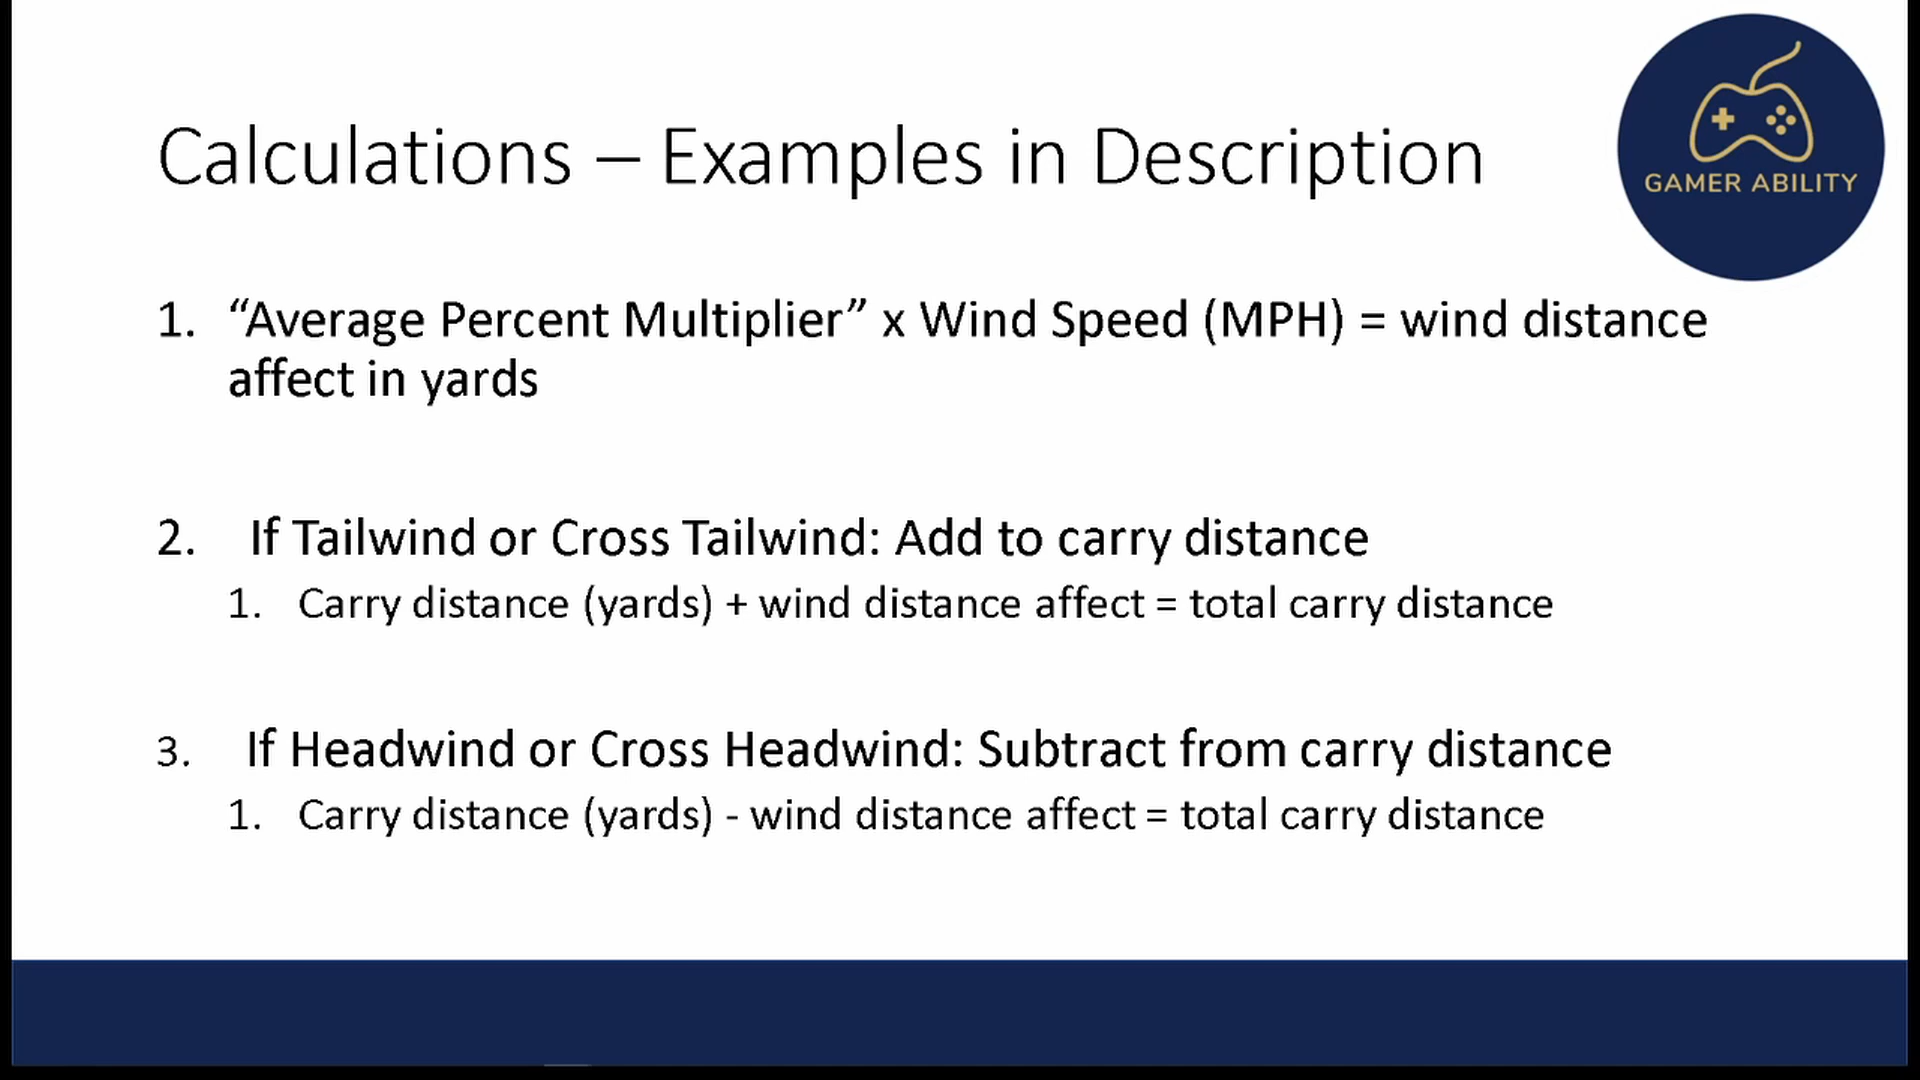 GAMER ABILITY
Calculations – Examples in Description
1. “Average Percent Multiplier” x Wind Speed (MPH) = wind distance
affect in yards
2. If Tailwind or Cross Tailwind: Add to carry distance
1. Carry distance (yards) + wind distance affect = total carry distance
3. If Headwind or Cross Headwind: Subtract from carry distance
1. Carry distance (yards) - wind distance affect = total carry distance